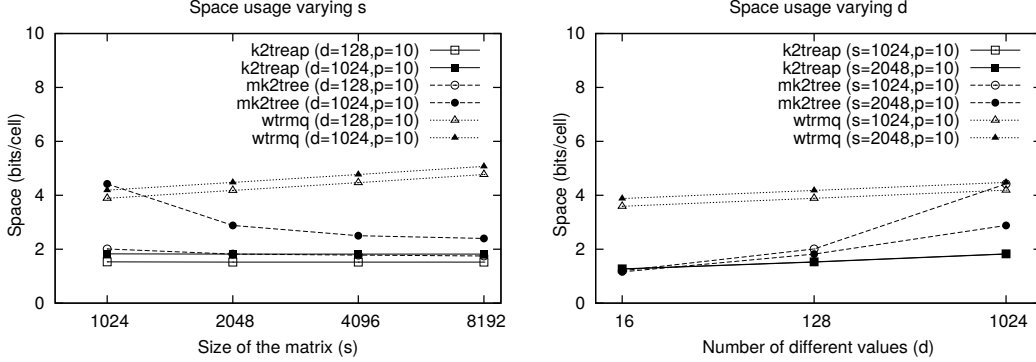 Space usage varying s
10
8
6
4
2
0
Space (bits/cell)
k2treap (d=128,p=10)
k2treap (d=1024,p=10)
mk2tree (d=128,p=10)
mk2tree (d=1024,p=10)
wtrmq (d=128,p=10)
wtrmq (d=1024,p=10)
1024 2048 4096 8192
Size of the matrix (s)
Space usage varying d
10
8
6
4
2
0
Space (bits/cell)
k2treap (s=1024,p=10)
k2treap (s=2048,p=10)
mk2tree (s=1024,p=10)
mk2tree (s=2048,p=10)
wtrmq (s=1024,p=10)
wtrmq (s=2048,p=10)
16 128 1024
Number of different values (d)